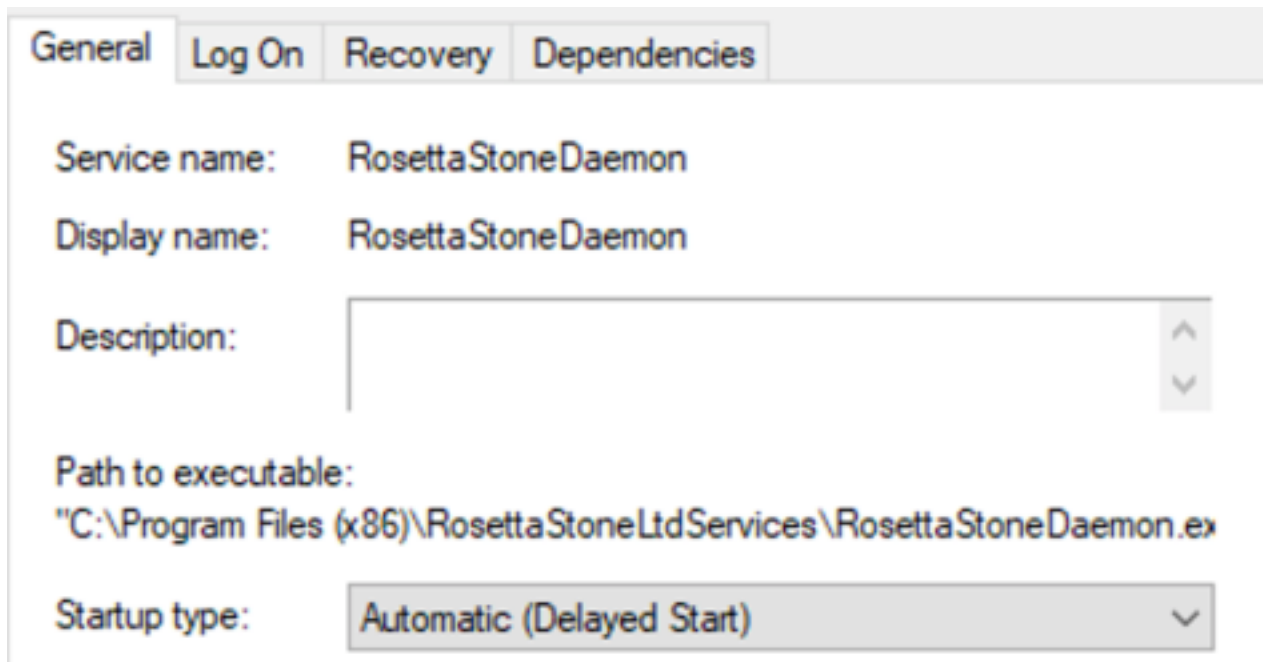 General Log On Recovery Dependencies
Service name: RosettaStoneDaemon
Display name: RosettaStoneDaemon
Description:
Path to executable:
"C:\Program Files (x86)\RosettaStoneLtdServices\RosettaStoneDaemon.ex
Startup type: Automatic (Delayed Start)